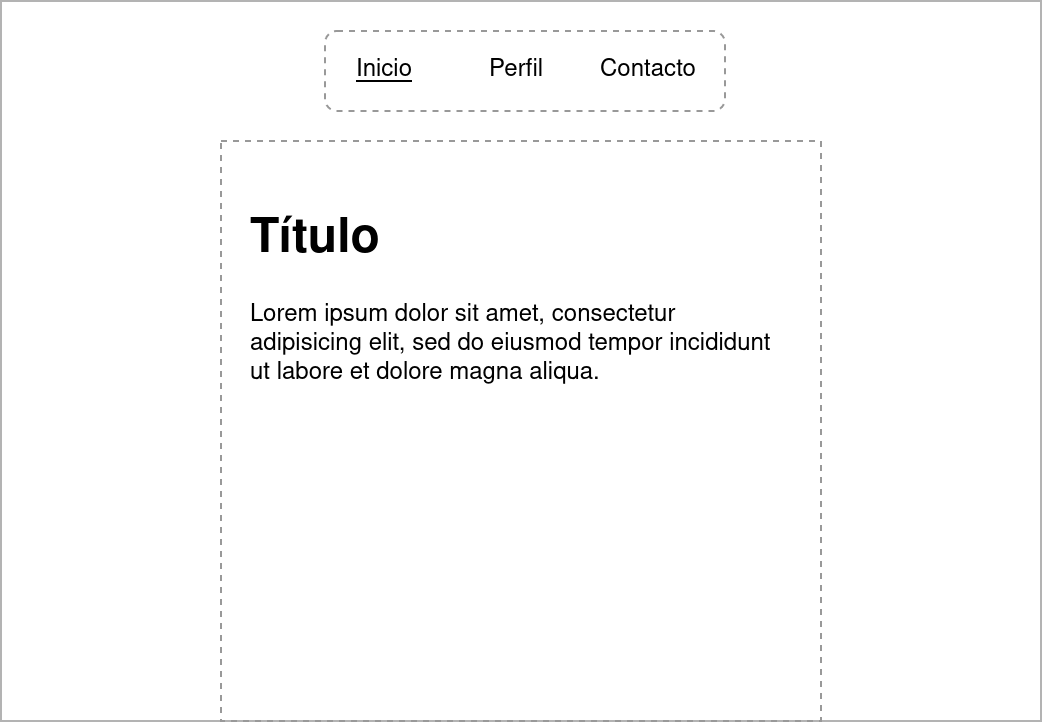 Inicio Perfil Contacto
Título
Lorem ipsum dolor sit amet, consectetur
adipisicing elit, sed do eiusmod tempor incididunt
ut labore et dolore magna aliqua.